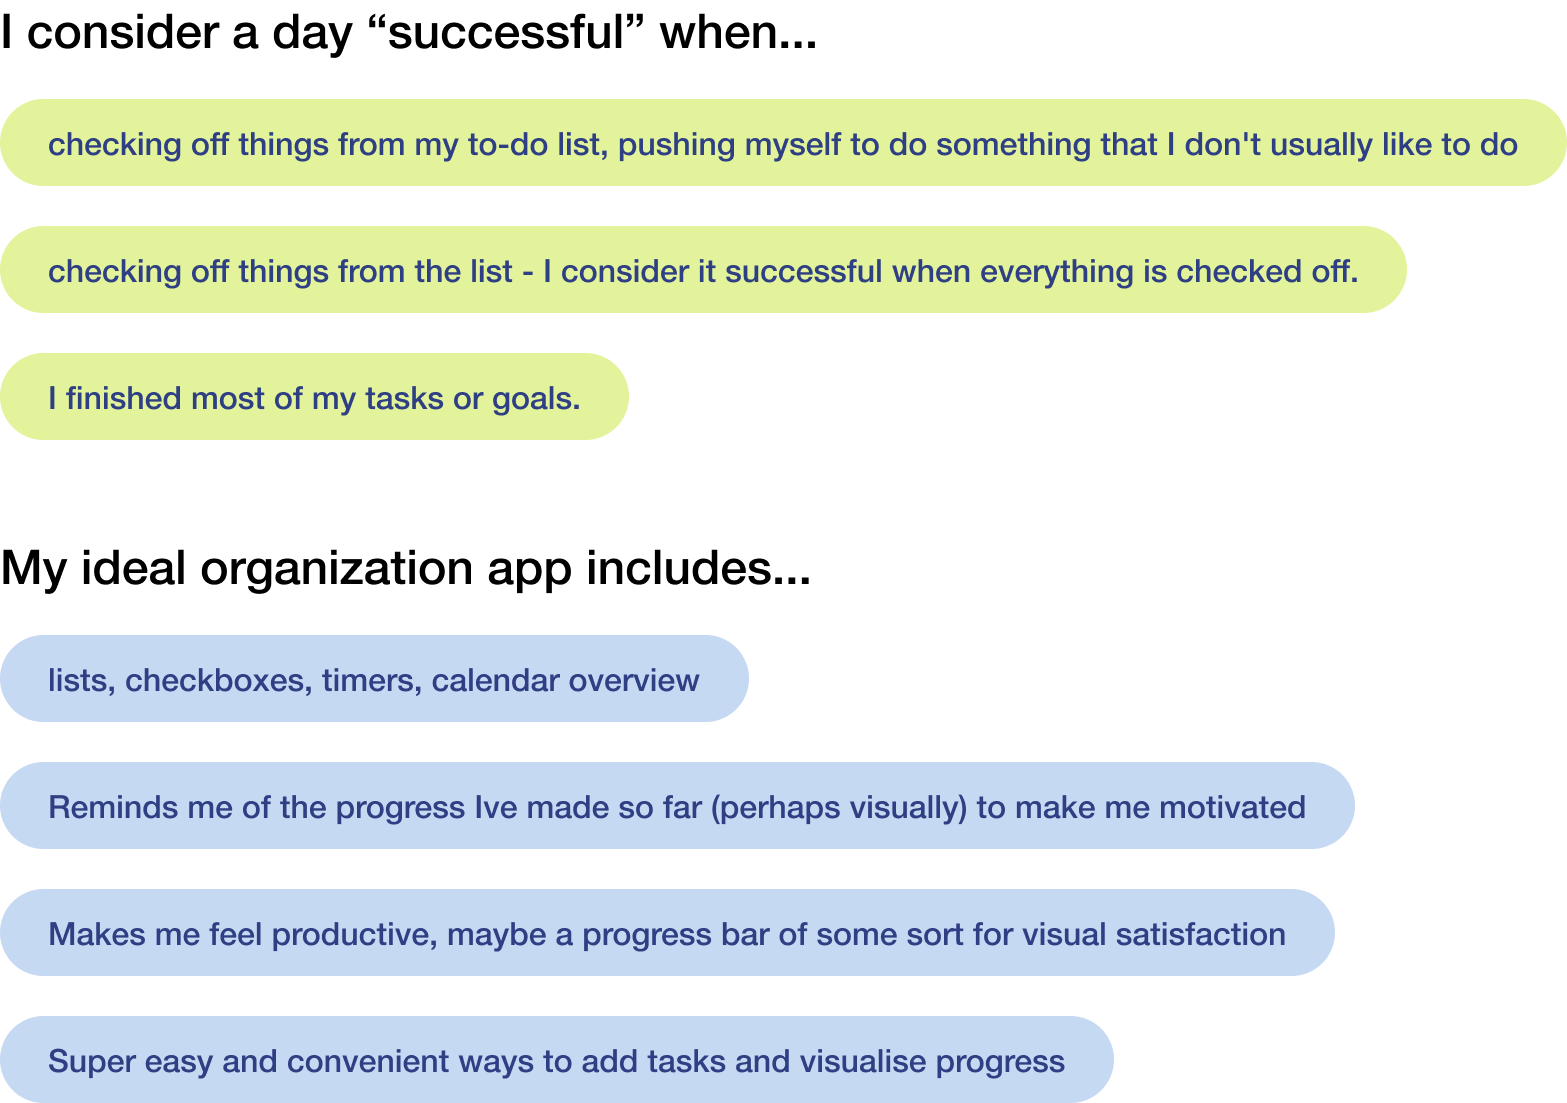 I consider a day “successful” when...
checking off things from my to-do list, pushing myself to do something that I don't usually like to do
checking off things from the list - I consider it successful when everything is checked off.
I finished most of my tasks or goals.
My ideal organization app includes...
lists, checkboxes, timers, calendar overview
Reminds me of the progress Ive made so far (perhaps visually) to make me motivated
Makes me feel productive, maybe a progress bar of some sort for visual satisfaction
Super easy and convenient ways to add tasks and visualise progress